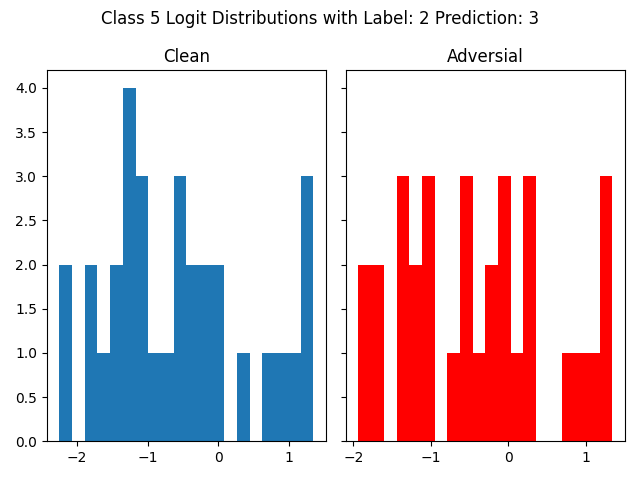 Class 5 Logit Distributions with Label: 2 Prediction: 3
Clean
Adversial
4.0
3.5
3.0
2.5
2.0
1.5
1.0
0.5
0.0
−2 −1 0 1
−2 −1 0 1